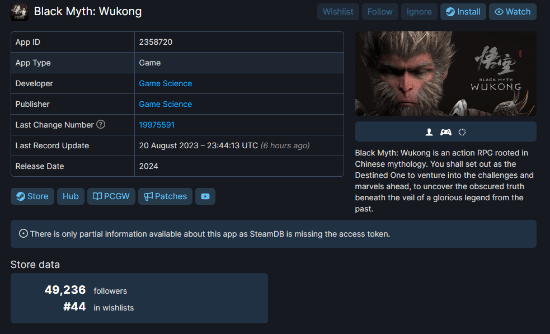 Black Myth: Wukong
Wishlist
Follow
Ignore
Install
Watch
App ID 2358720
App Type Game
Developer Game Science
Publisher Game Science
Last Change Number 19975591
Last Record Update 20 August 2023 – 23:44:13 UTC (6 hours ago)
Release Date 2024
悟空
BLACK MYTH
WUKONG
Black Myth: Wukong is an action RPG rooted in
Chinese mythology. You shall set out as the
Destined One to venture into the challenges and
marvels ahead, to uncover the obscured truth
beneath the veil of a glorious legend from the
past.
Store
Hub
PCGW
Patches
There is only partial information available about this app as SteamDB is missing the access token.
Store data
49,236 followers
#44 in wishlists